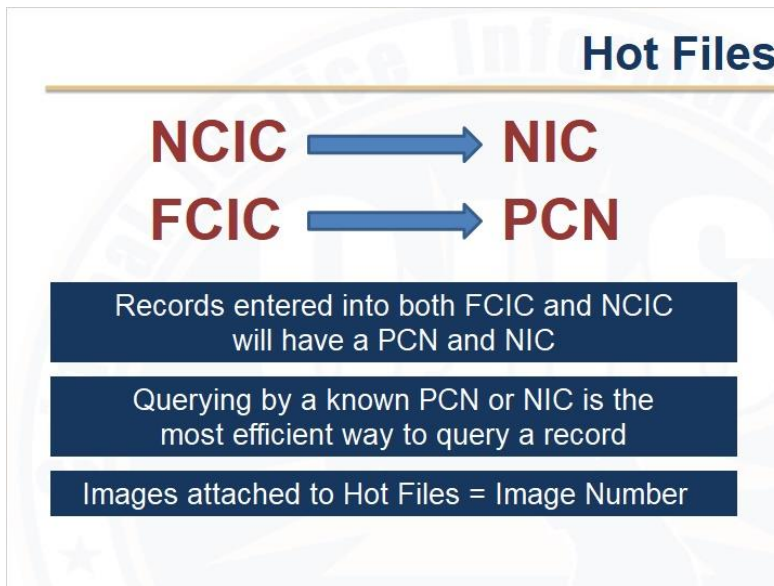 Hot Files
NCIC NIC
FCIC PCN
Records entered into both FCIC and NCIC
will have a PCN and NIC
Querying by a known PCN or NIC is the
most efficient way to query a record
Images attached to Hot Files = Image Number